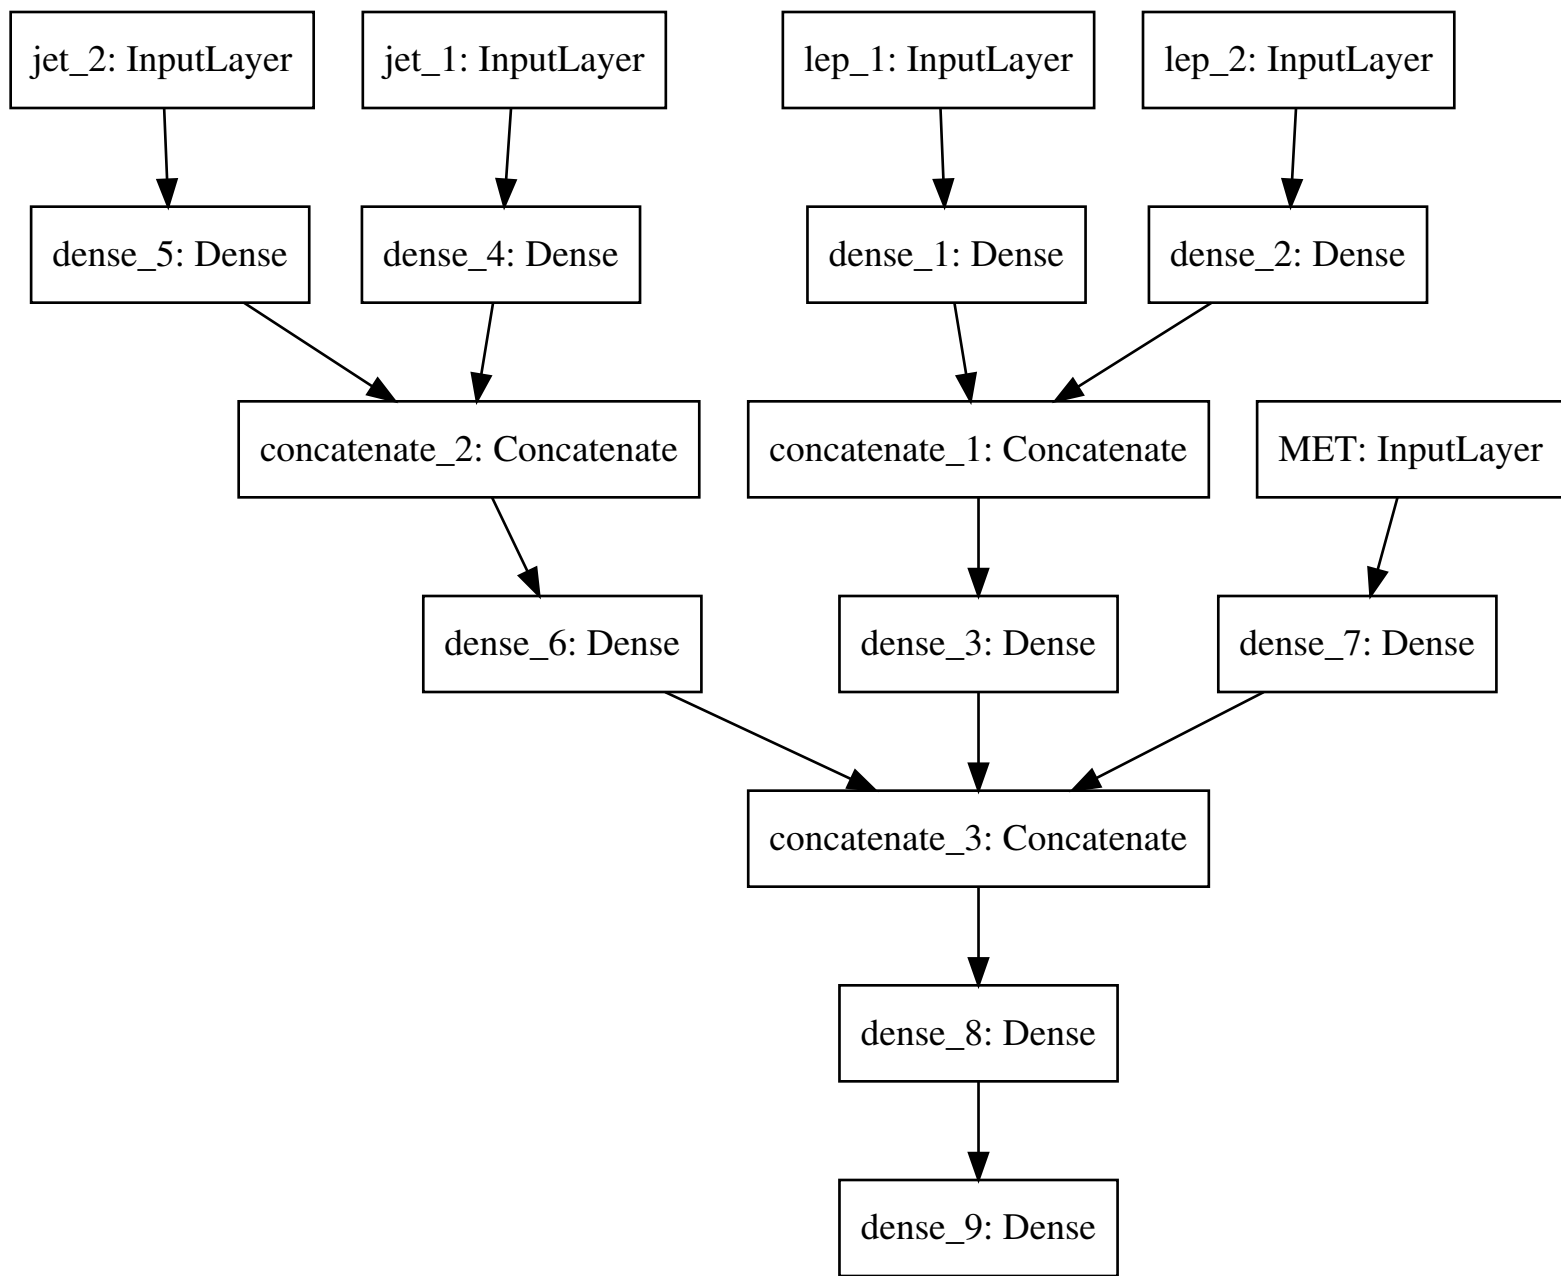 jet_2: InputLayer
jet_1: InputLayer
lep_1: InputLayer
lep_2: InputLayer
dense_5: Dense
dense_4: Dense
dense_1: Dense
dense_2: Dense
concatenate_2: Concatenate
concatenate_1: Concatenate
MET: InputLayer
dense_6: Dense
dense_3: Dense
dense_7: Dense
concatenate_3: Concatenate
dense_8: Dense
dense_9: Dense